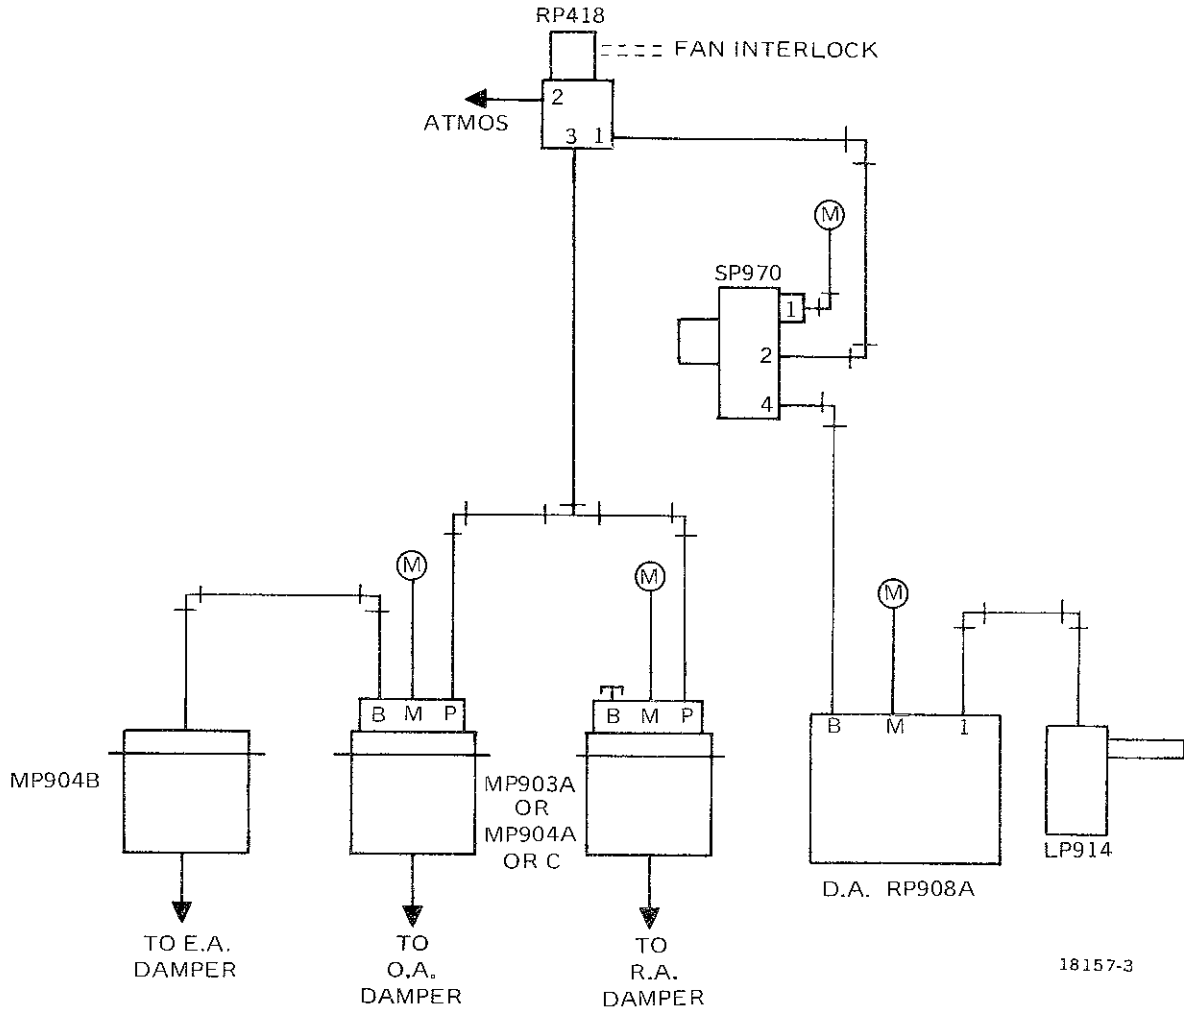 RP418
FAN INTERLOCK
2
ATMOS
3 1
M
SP970
1
2
4
M
M
M
B M P
B M P
B M 1
MP904B
MP903A
OR
MP904A
OR C
LP914
D.A. RP908A
TO E.A.
DAMPER
TO
O.A.
DAMPER
TO
R.A.
DAMPER
18157-3